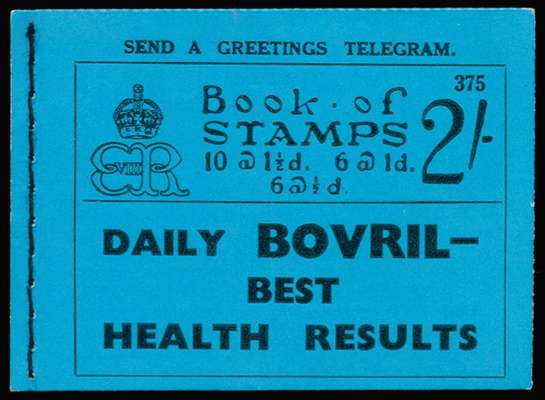 SEND A GREETINGS TELEGRAM.
375
Book · of
STAMPS 2/-
10 @ 1½d. 6 @ 1d.
6 @ ½d.
E VIII R
DAILY BOVRIL—
BEST
HEALTH RESULTS